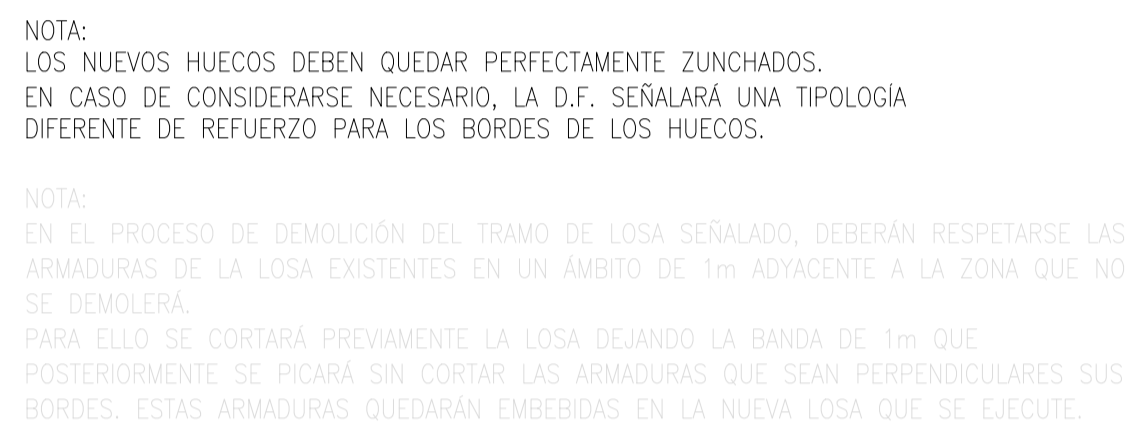 NOTA:
LOS NUEVOS HUECOS DEBEN QUEDAR PERFECTAMENTE ZUNCHADOS.
EN CASO DE CONSIDERARSE NECESARIO, LA D.F. SEÑALARÁ UNA TIPOLOGÍA
DIFERENTE DE REFUERZO PARA LOS BORDES DE LOS HUECOS.
NOTA:
EN EL PROCESO DE DEMOLICIÓN DEL TRAMO DE LOSA SEÑALADO, DEBERÁN RESPETARSE LAS
ARMADURAS DE LA LOSA EXISTENTES EN UN ÁMBITO DE 1m ADYACENTE A LA ZONA QUE NO
SE DEMOLERÁ.
PARA ELLO SE CORTARÁ PREVIAMENTE LA LOSA DEJANDO LA BANDA DE 1m QUE
POSTERIORMENTE SE PICARÁ SIN CORTAR LAS ARMADURAS QUE SEAN PERPENDICULARES SUS
BORDES. ESTAS ARMADURAS QUEDARÁN EMBEBIDAS EN LA NUEVA LOSA QUE SE EJECUTE.